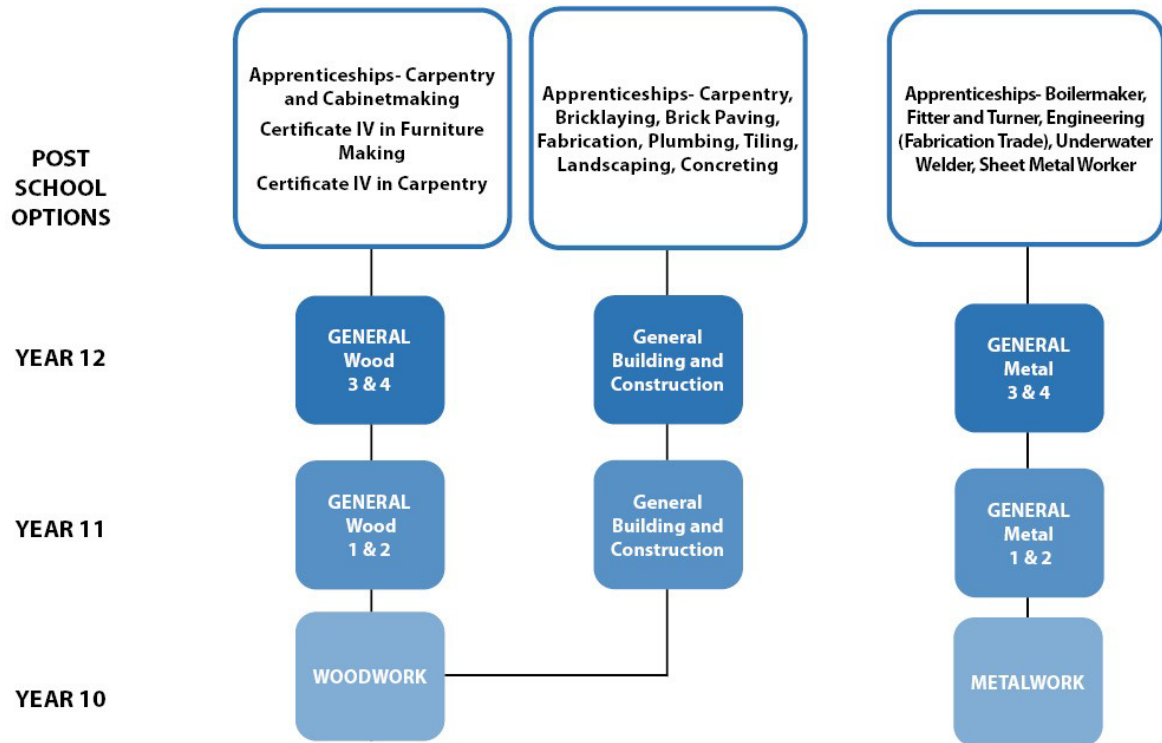 POST
SCHOOL
OPTIONS
Apprenticeships- Carpentry
and Cabinetmaking
Certificate IV in Furniture
Making
Certificate IV in Carpentry
Apprenticeships- Carpentry,
Bricklaying, Brick Paving,
Fabrication, Plumbing, Tiling,
Landscaping, Concreting
Apprenticeships- Boilermaker,
Fitter and Turner, Engineering
(Fabrication Trade), Underwater
Welder, Sheet Metal Worker
YEAR 12
GENERAL
Wood
3 & 4
General
Building and
Construction
GENERAL
Metal
3 & 4
YEAR 11
GENERAL
Wood
1 & 2
General
Building and
Construction
GENERAL
Metal
1 & 2
YEAR 10
WOODWORK
METALWORK